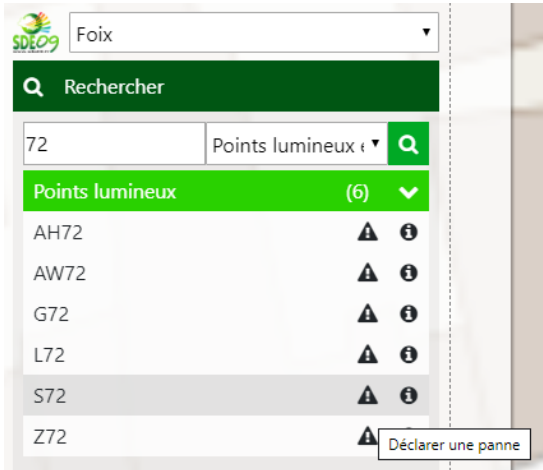 SDE09
Foix
Rechercher
72 Points lumineux e
Points lumineux (6)
AH72
AW72
G72
L72
S72
Z72
Déclarer une panne